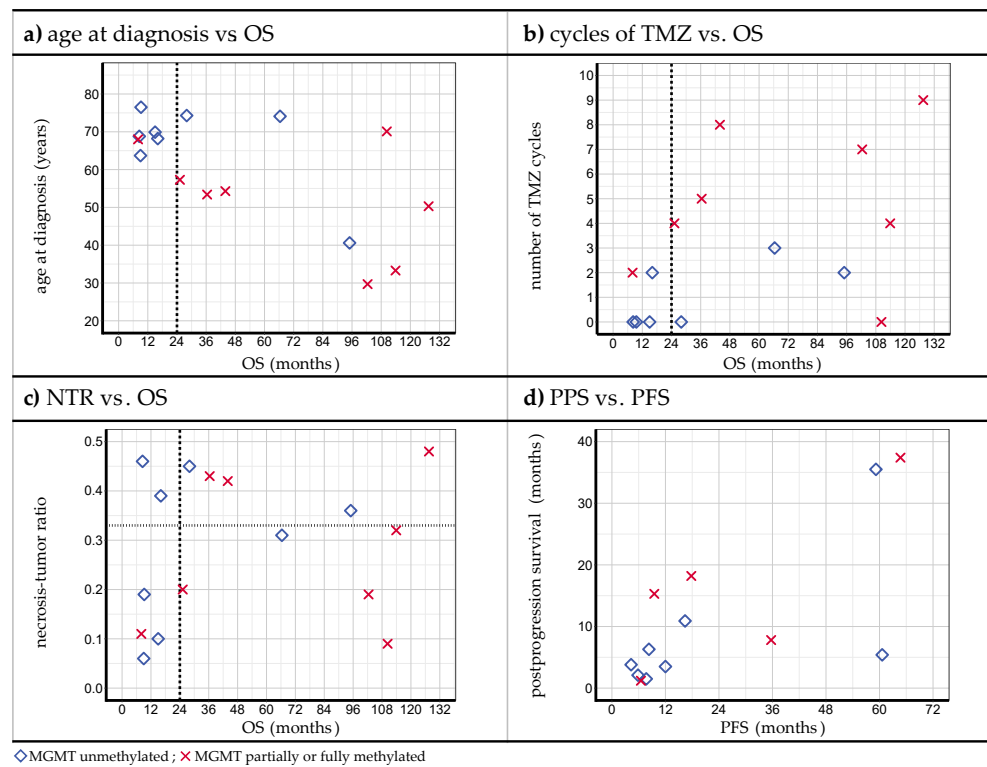 a) age at diagnosis vs. OS
b) cycles of TMZ vs. OS
age at diagnosis (years)
80
70
60
50
40
30
20
0 12 24 36 48 60 72 84 96 108 120 132
OS (months)
number of TMZ cycles
10
9
8
7
6
5
4
3
2
1
0
0 12 24 36 48 60 72 84 96 108 120 132
OS (months)
c) NTR vs. OS
d) PPS vs. PFS
necrosis-tumor ratio
0.5
0.4
0.3
0.2
0.1
0.0
0 12 24 36 48 60 72 84 96 108 120 132
OS (months)
postprogression survival (months)
40
30
20
10
0
0 12 24 36 48 60 72
PFS (months)
MGMT unmethylated ; MGMT partially or fully methylated